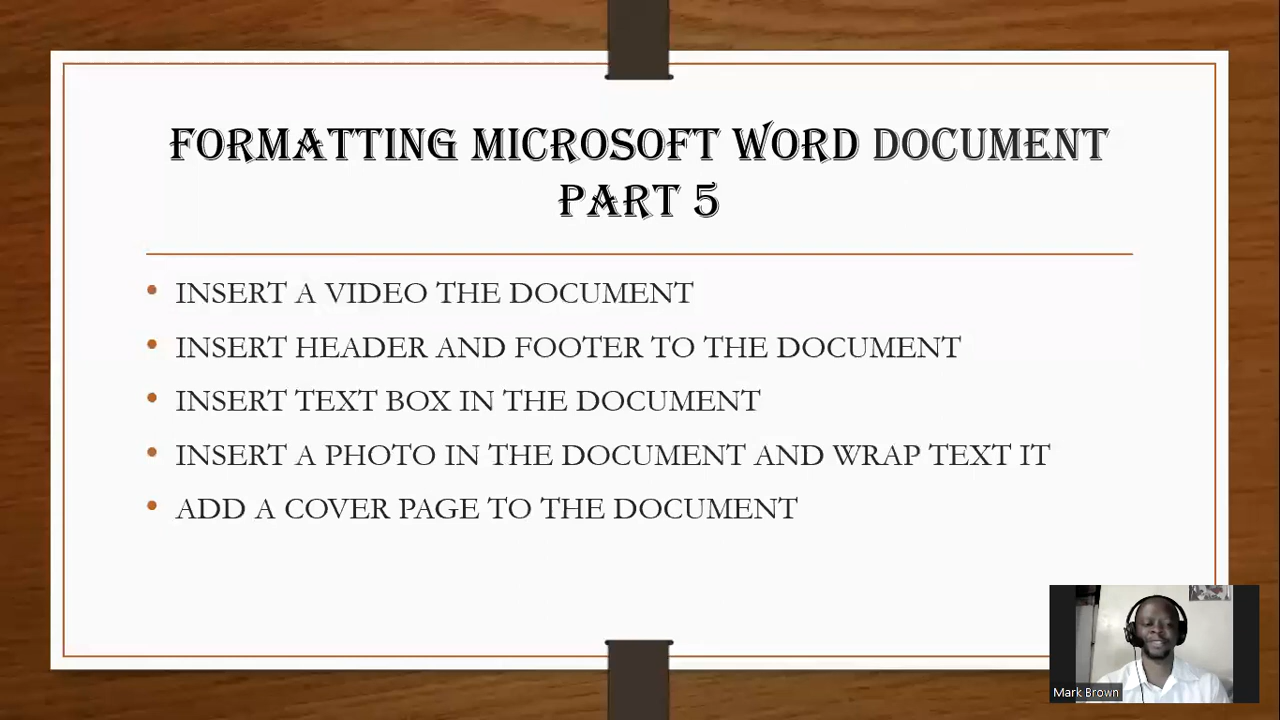 FORMATTING MICROSOFT WORD DOCUMENT
PART 5
• INSERT A VIDEO THE DOCUMENT
• INSERT HEADER AND FOOTER TO THE DOCUMENT
• INSERT TEXT BOX IN THE DOCUMENT
• INSERT A PHOTO IN THE DOCUMENT AND WRAP TEXT IT
• ADD A COVER PAGE TO THE DOCUMENT
Mark Brown